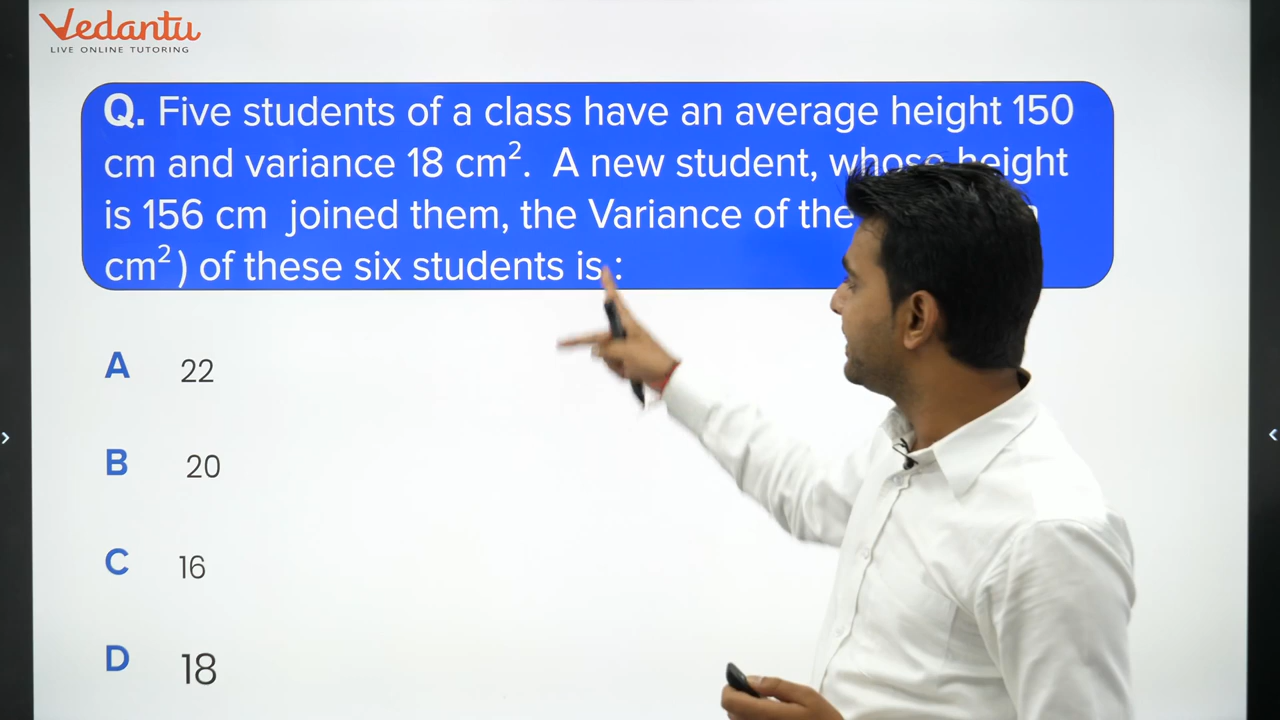 Vedantu
LIVE ONLINE TUTORING
Q. Five students of a class have an average height 150
cm and variance 18 cm². A new student, whose height
is 156 cm joined them, the Variance of the
cm²) of these six students is :
A 22
B 20
C 16
D 18